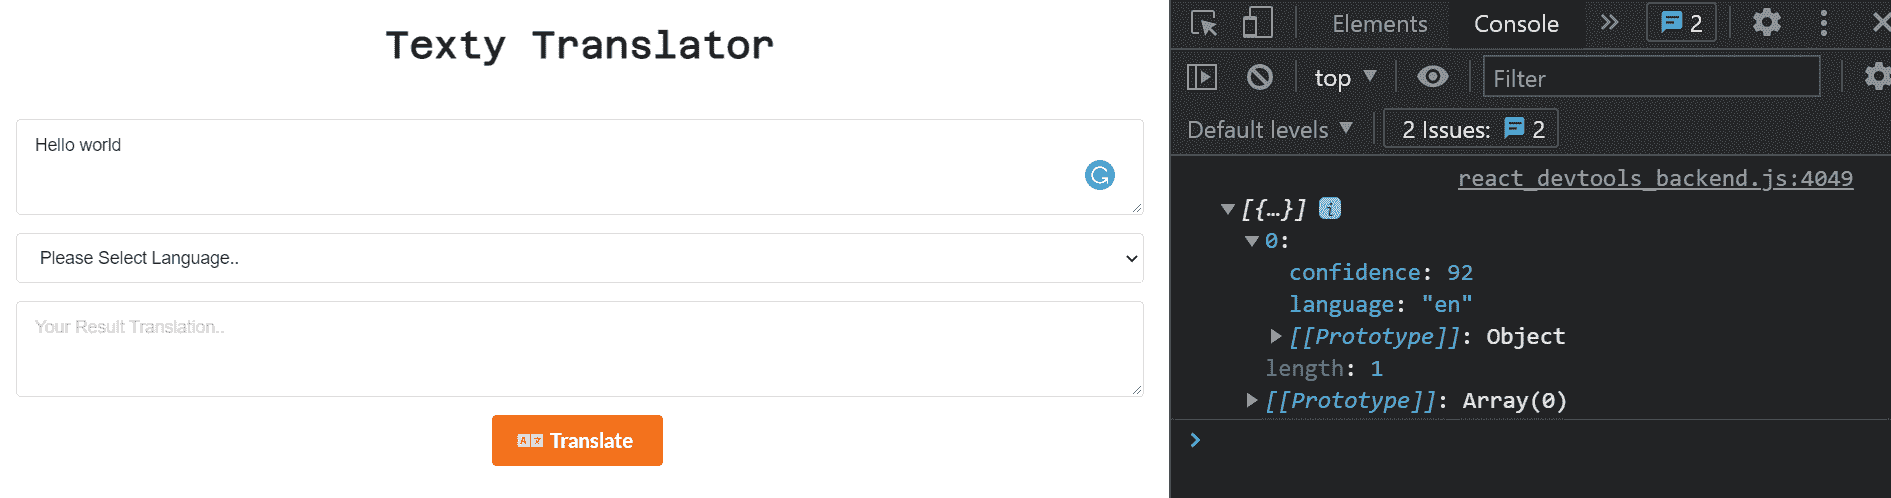 Texty Translator
Hello world
Please Select Language..
Your Result Translation..
Translate
Elements Console 2
top Filter
Default levels 2 Issues: 2
react_devtools_backend.js:4049
[{…}] i
0:
confidence: 92
language: "en"
[[Prototype]]: Object
length: 1
[[Prototype]]: Array(0)